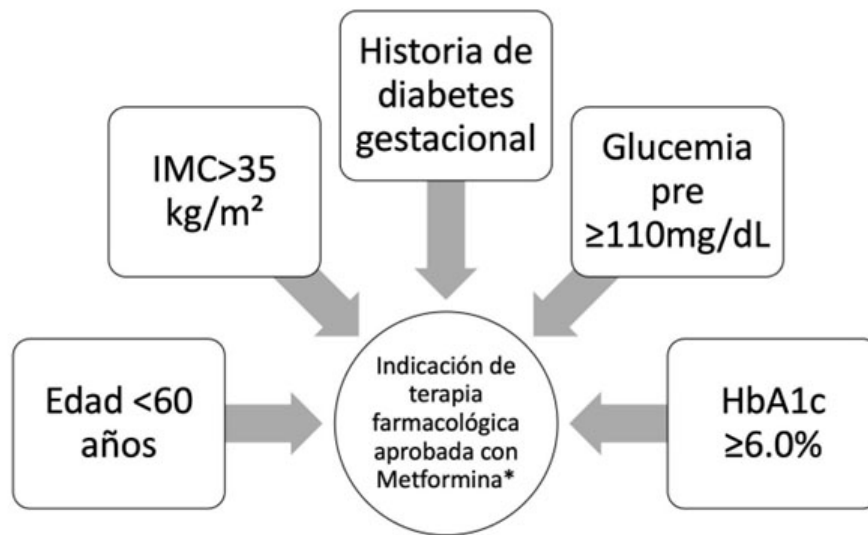 Historia de
diabetes
gestacional
IMC>35
kg/m²
Glucemia
pre
≥110mg/dL
Edad <60
años
Indicación de
terapia
farmacológica
aprobada con
Metformina*
HbA1c
≥6.0%